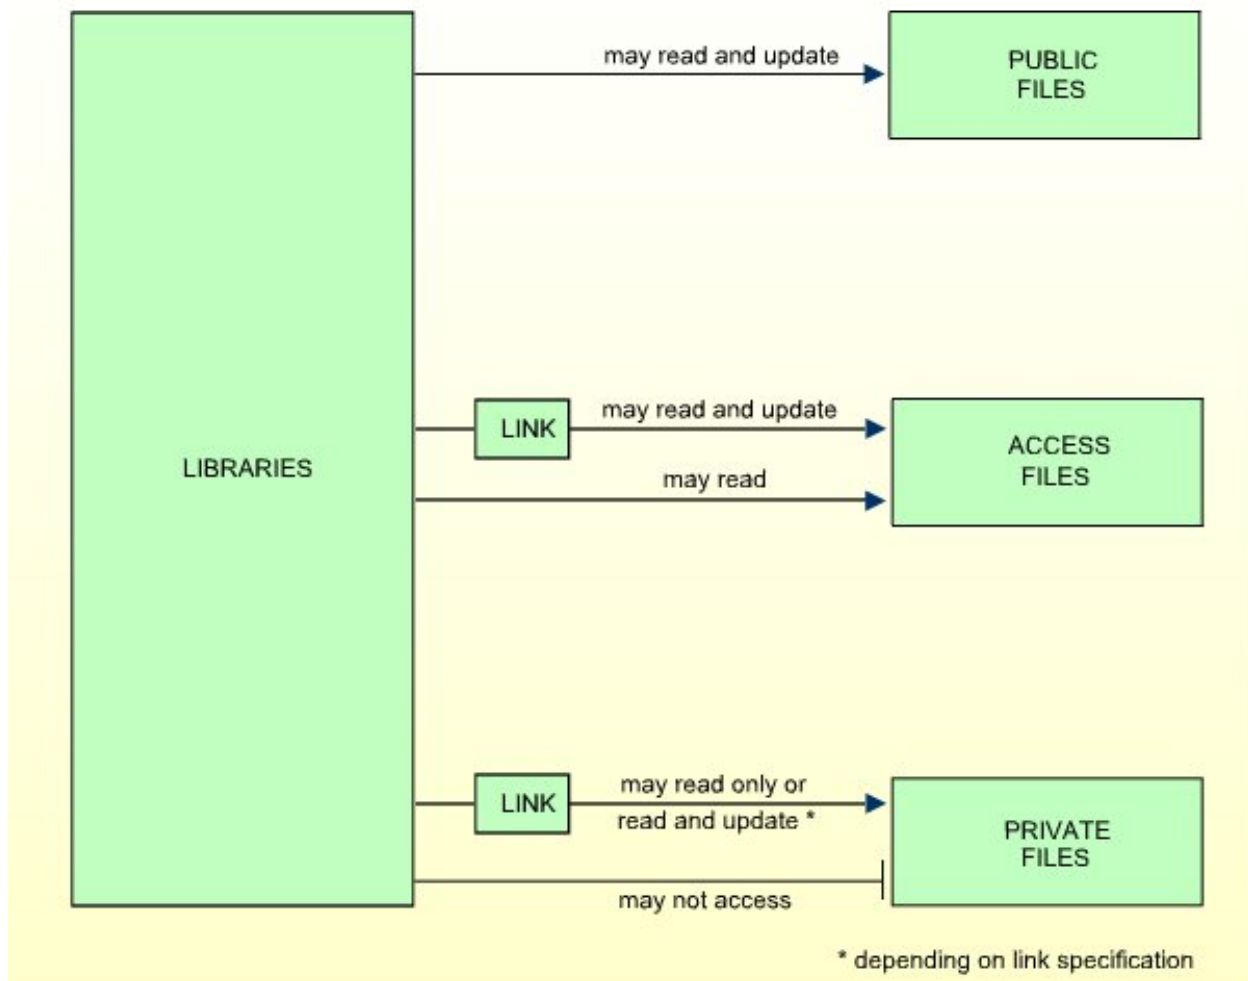 may read and update
PUBLIC
FILES
LIBRARIES
LINK
may read and update
may read
ACCESS
FILES
LINK
may read only or
read and update *
may not access
PRIVATE
FILES
* depending on link specification